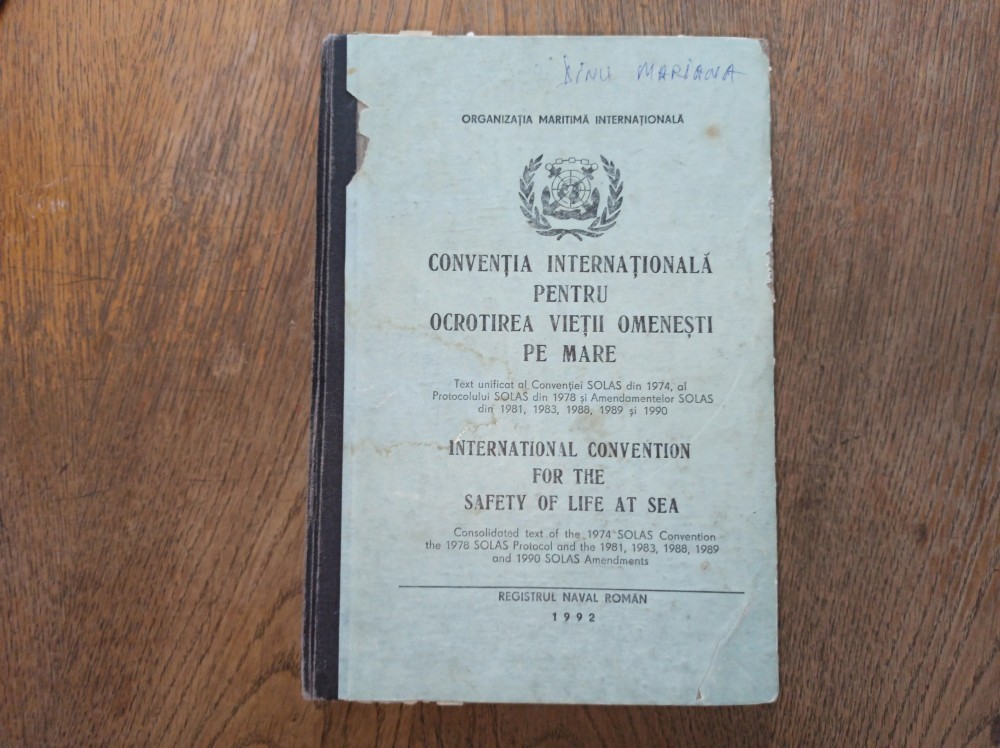 DINU MARIANA
ORGANIZAȚIA MARITIMĂ INTERNAȚIONALĂ
CONVENȚIA INTERNAȚIONALĂ
PENTRU
OCROTIREA VIEȚII OMENEȘTI
PE MARE
Text unificat al Convenției SOLAS din 1974, al
Protocolului SOLAS din 1978 și Amendamentelor SOLAS
din 1981, 1983, 1988, 1989 și 1990
INTERNATIONAL CONVENTION
FOR THE
SAFETY OF LIFE AT SEA
Consolidated text of the 1974 SOLAS Convention
the 1978 SOLAS Protocol and the 1981, 1983, 1988, 1989
and 1990 SOLAS Amendments
REGISTRUL NAVAL ROMÂN
1992